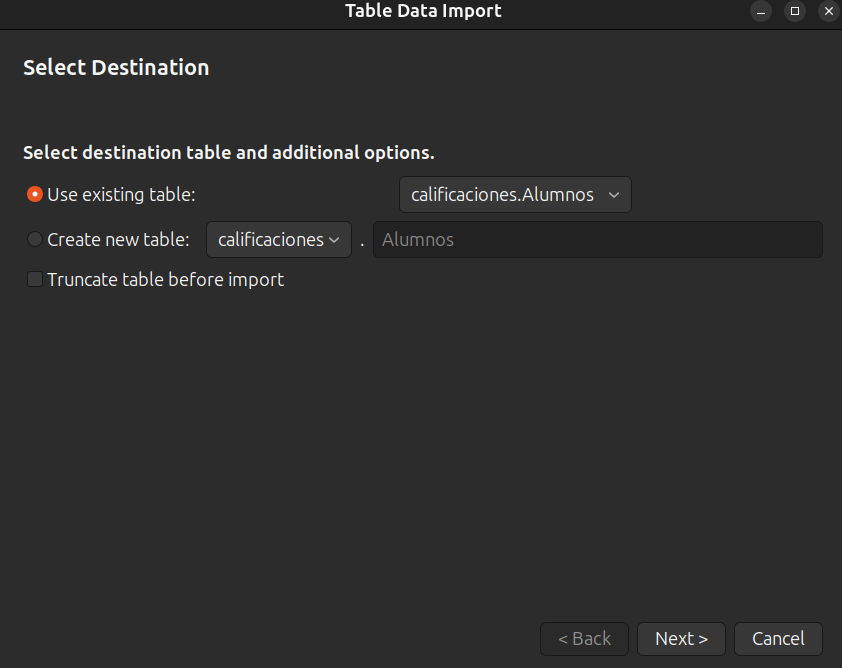 Table Data Import
Select Destination
Select destination table and additional options.
Use existing table: calificaciones.Alumnos
Create new table: calificaciones . Alumnos
Truncate table before import
< Back Next > Cancel